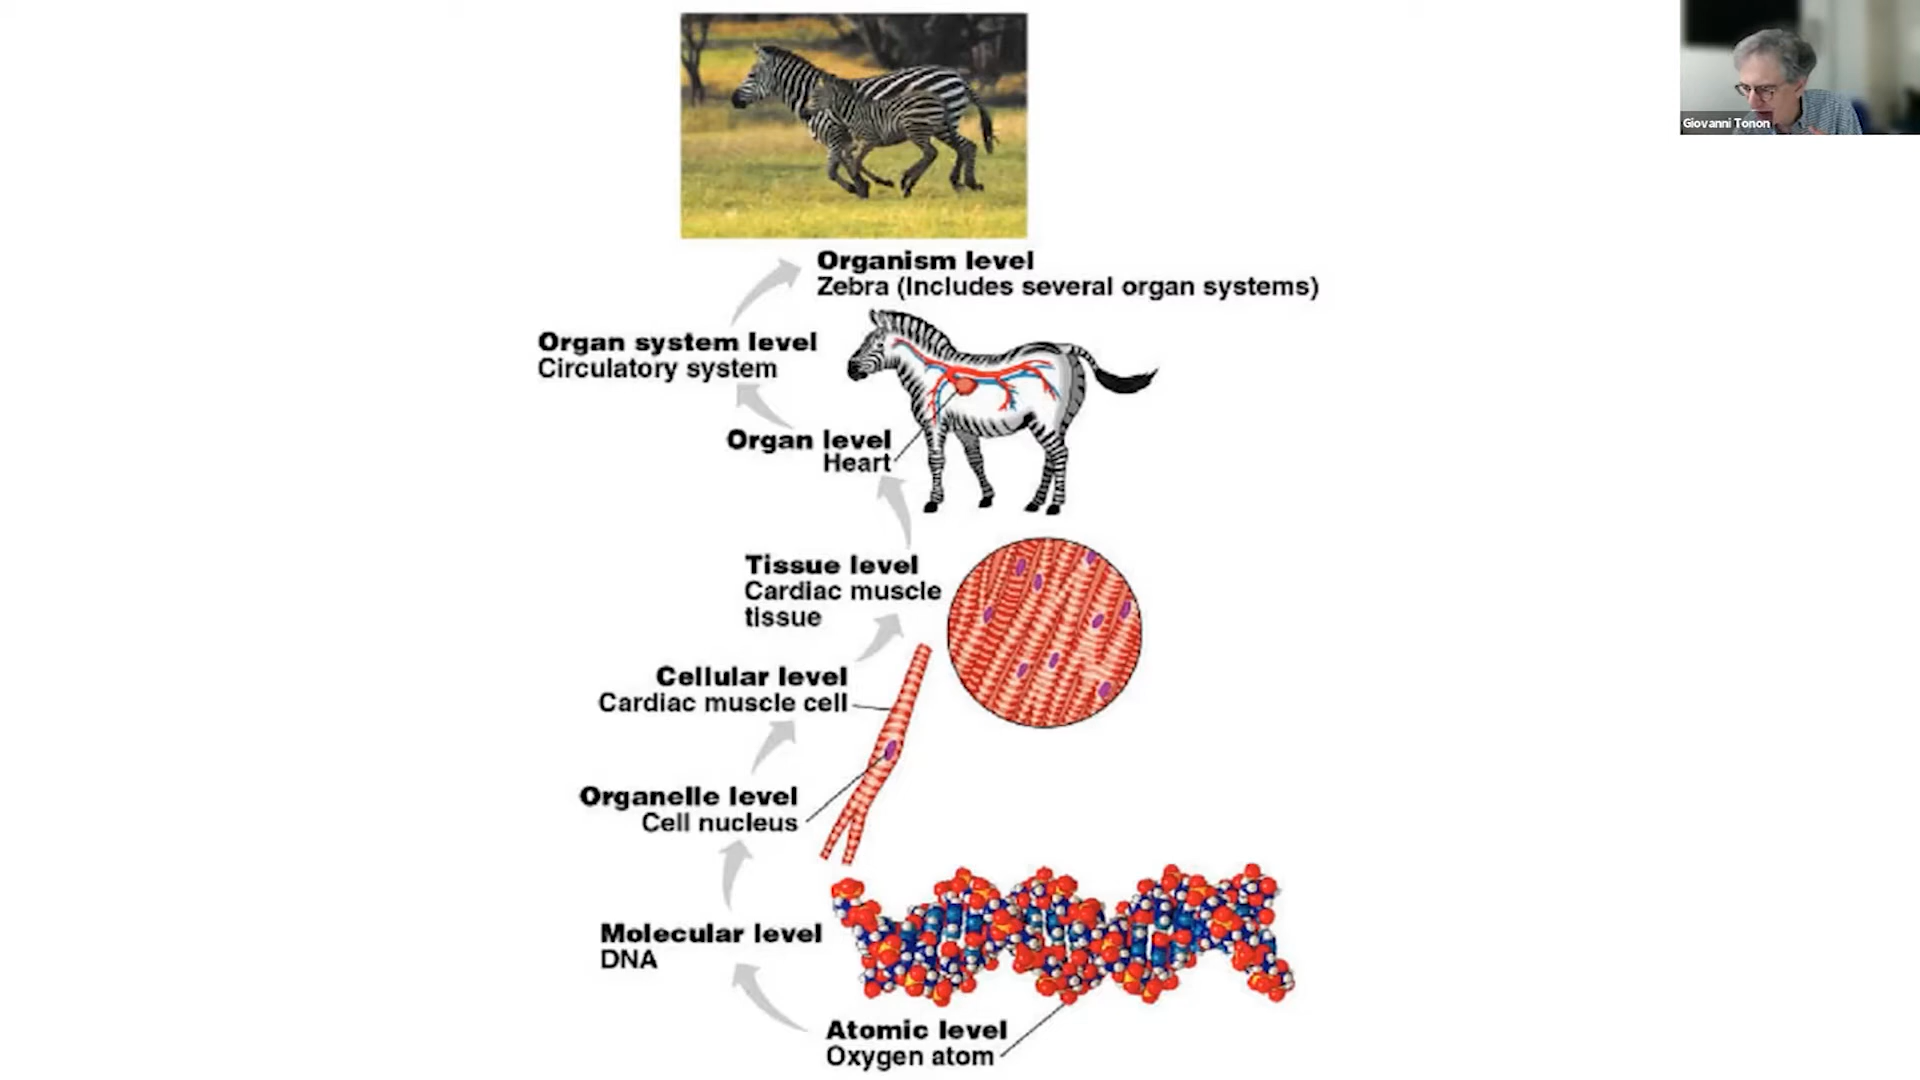 Giovanni Tonon
Organism level
Zebra (Includes several organ systems)
Organ system level
Circulatory system
Organ level
Heart
Tissue level
Cardiac muscle
tissue
Cellular level
Cardiac muscle cell
Organelle level
Cell nucleus
Molecular level
DNA
Atomic level
Oxygen atom